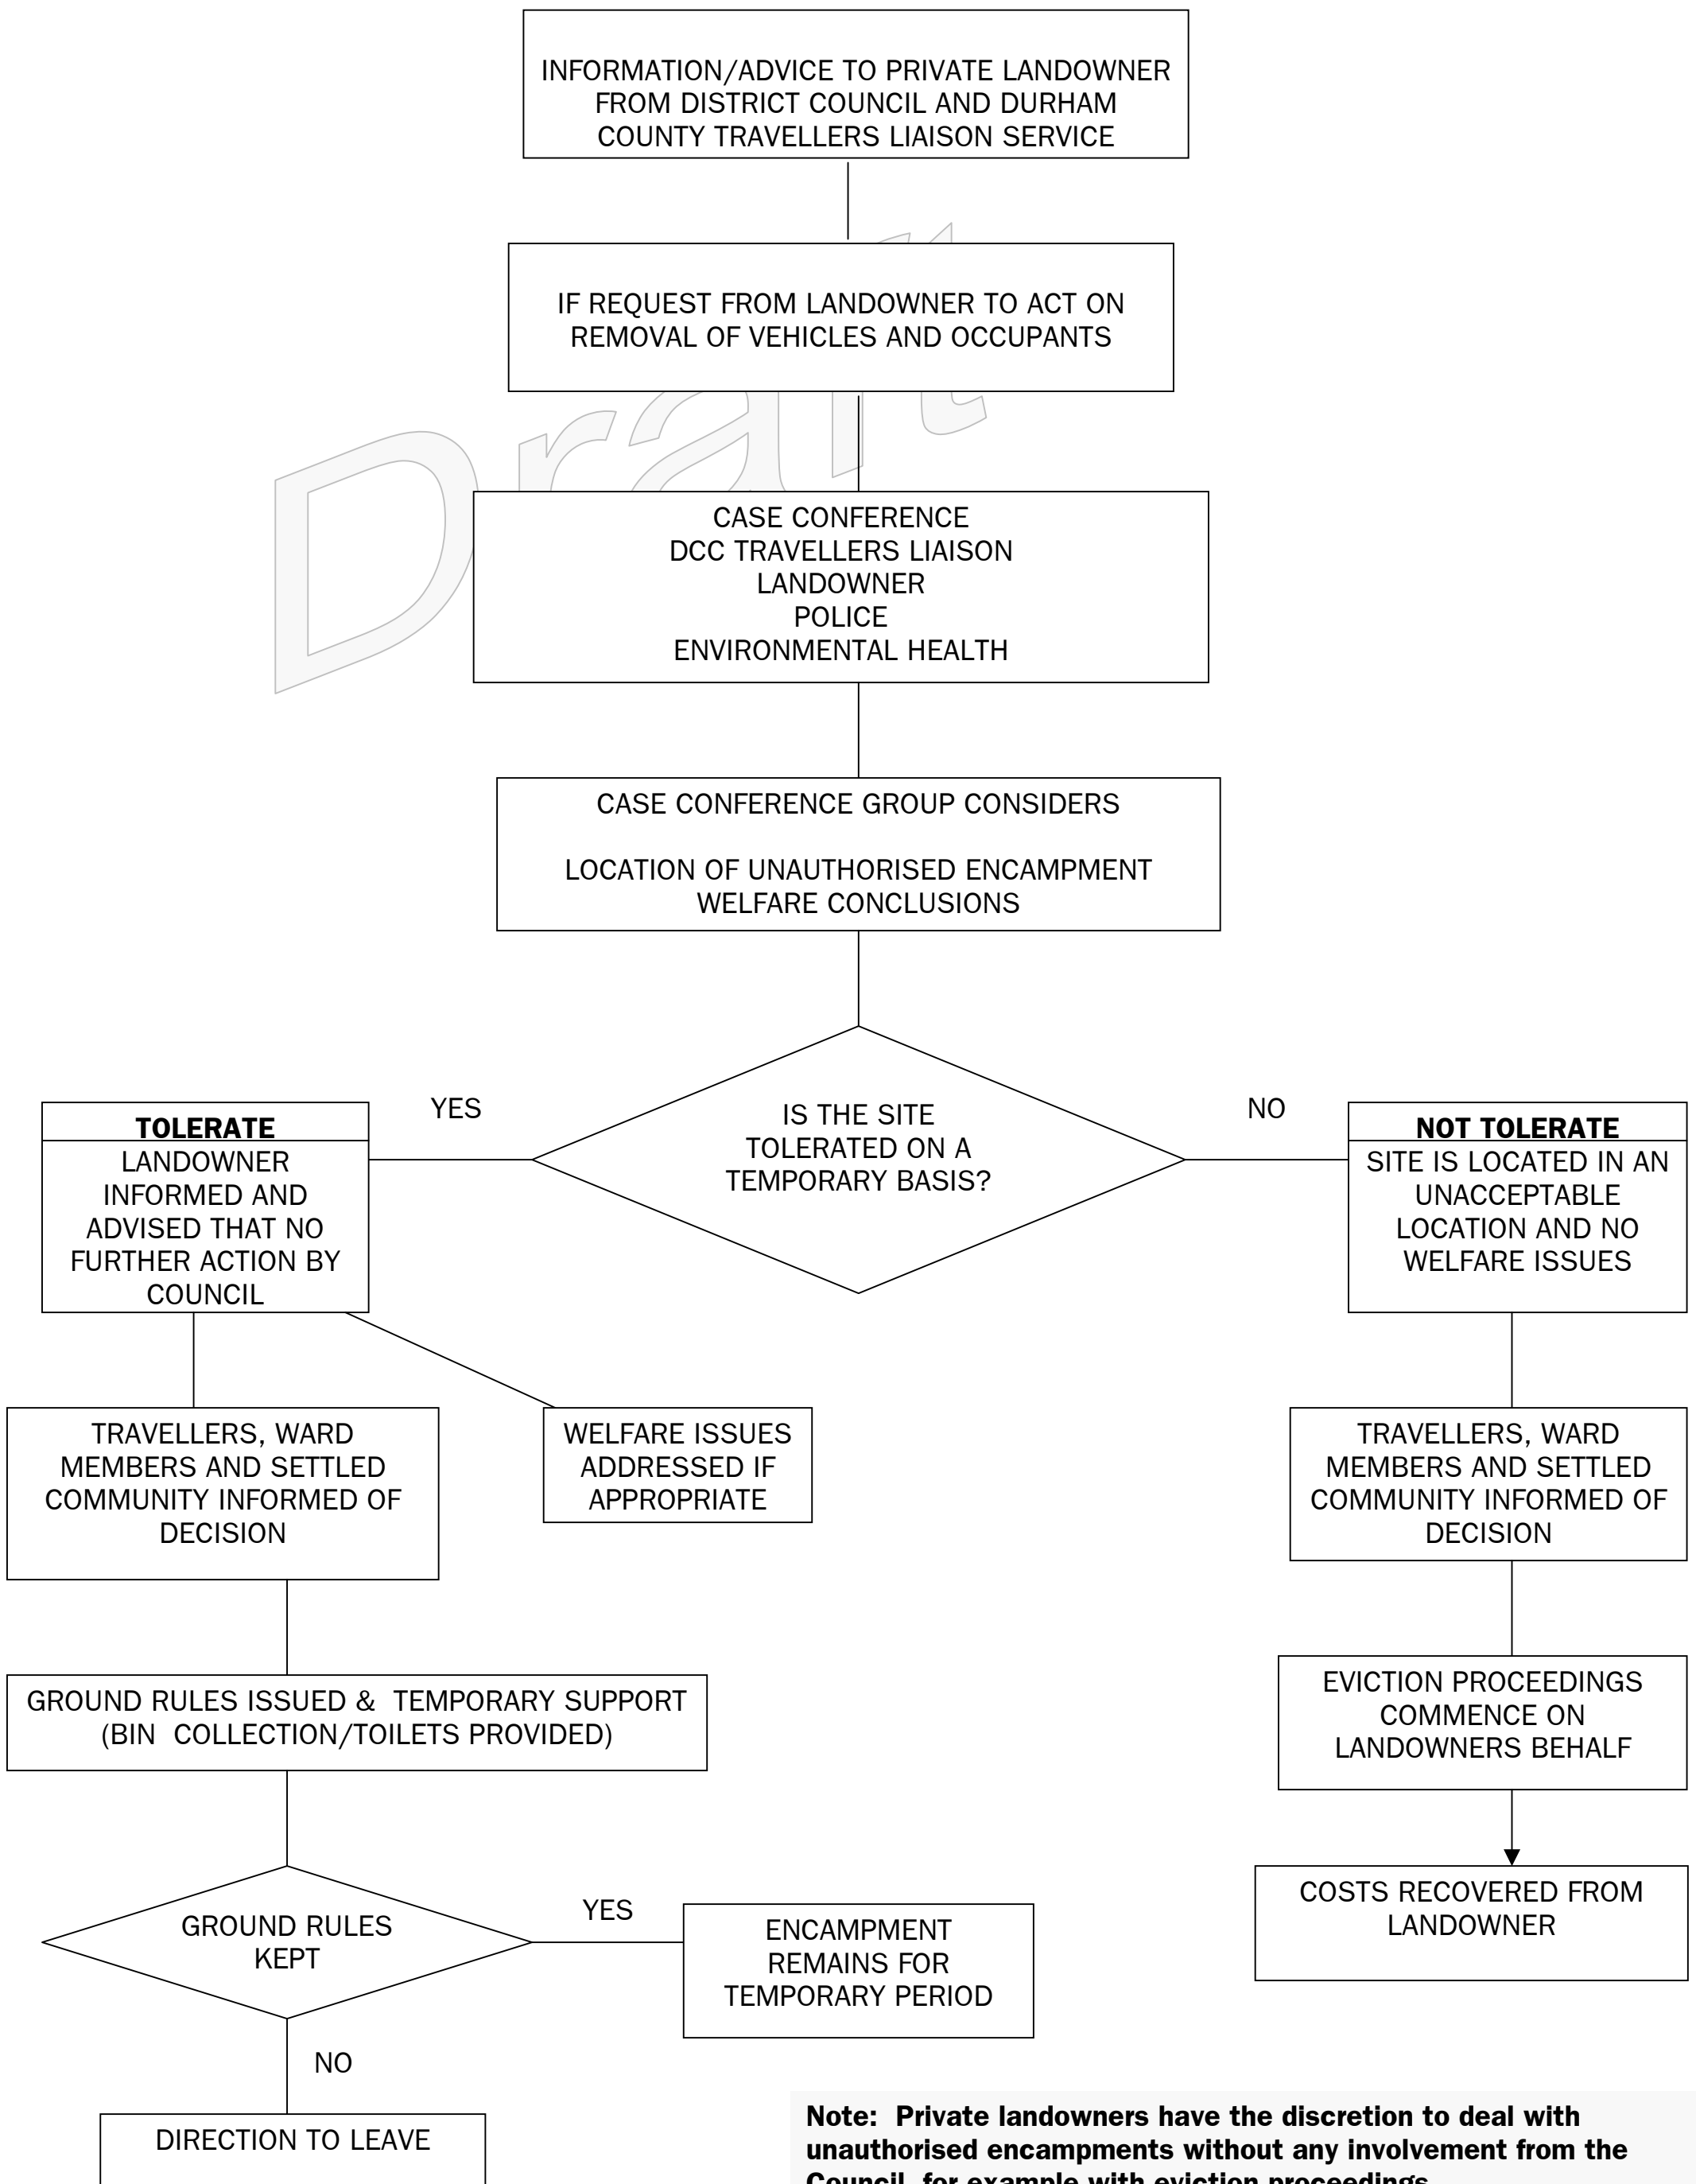 INFORMATION/ADVICE TO PRIVATE LANDOWNER
FROM DISTRICT COUNCIL AND DURHAM
COUNTY TRAVELLERS LIAISON SERVICE
IF REQUEST FROM LANDOWNER TO ACT ON
REMOVAL OF VEHICLES AND OCCUPANTS
Draft
CASE CONFERENCE
DCC TRAVELLERS LIAISON
LANDOWNER
POLICE
ENVIRONMENTAL HEALTH
CASE CONFERENCE GROUP CONSIDERS
LOCATION OF UNAUTHORISED ENCAMPMENT
WELFARE CONCLUSIONS
IS THE SITE
TOLERATED ON A
TEMPORARY BASIS?
YES
NO
TOLERATE
LANDOWNER
INFORMED AND
ADVISED THAT NO
FURTHER ACTION BY
COUNCIL
NOT TOLERATE
SITE IS LOCATED IN AN
UNACCEPTABLE
LOCATION AND NO
WELFARE ISSUES
TRAVELLERS, WARD
MEMBERS AND SETTLED
COMMUNITY INFORMED OF
DECISION
WELFARE ISSUES
ADDRESSED IF
APPROPRIATE
TRAVELLERS, WARD
MEMBERS AND SETTLED
COMMUNITY INFORMED OF
DECISION
GROUND RULES ISSUED &  TEMPORARY SUPPORT
(BIN  COLLECTION/TOILETS PROVIDED)
EVICTION PROCEEDINGS
COMMENCE ON
LANDOWNERS BEHALF
GROUND RULES
KEPT
YES
ENCAMPMENT
REMAINS FOR
TEMPORARY PERIOD
COSTS RECOVERED FROM
LANDOWNER
NO
DIRECTION TO LEAVE
Note:  Private landowners have the discretion to deal with
unauthorised encampments without any involvement from the
Council, for example with eviction proceedings